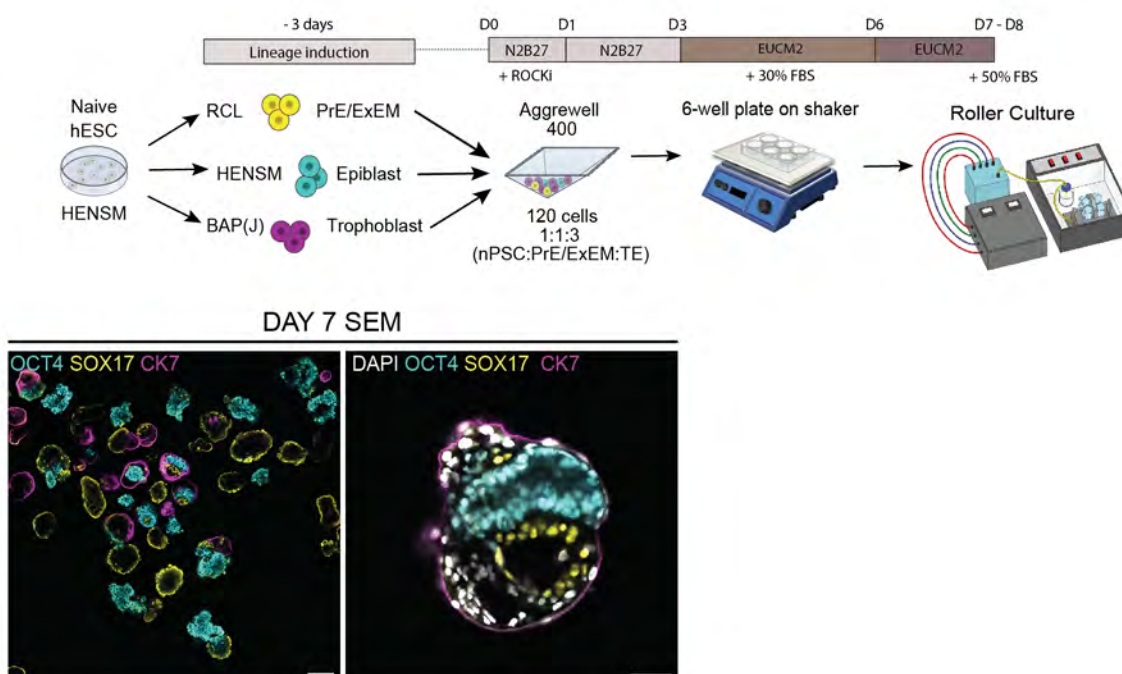 - 3 days
D0
D1
D3
D6
D7 - D8
Lineage induction
N2B27
N2B27
EUCM2
EUCM2
+ ROCKi
+ 30% FBS
+ 50% FBS
Naive
hESC
HENSM
RCL
PrE/ExEM
HENSM
Epiblast
BAP(J)
Trophoblast
Aggrewell
400
120 cells
1:1:3
(nPSC:PrE/ExEM:TE)
6-well plate on shaker
Roller Culture
DAY 7 SEM
OCT4 SOX17 CK7
DAPI OCT4 SOX17 CK7